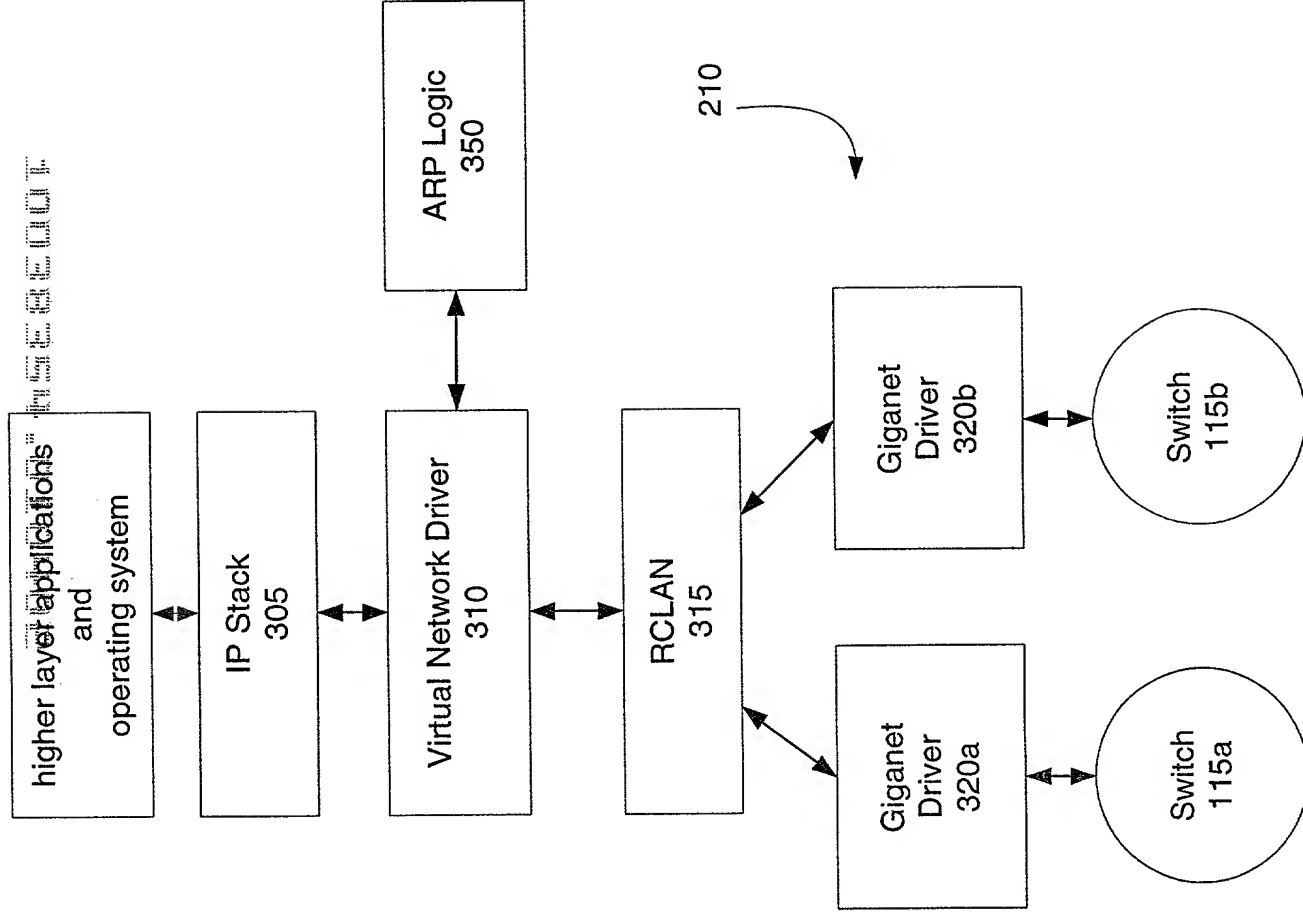 higher layer applications
and
operating system
IP Stack
305
Virtual Network Driver
310
ARP Logic
350
RCLAN
315
210
Giganet
Driver
320a
Giganet
Driver
320b
Switch
115a
Switch
115b